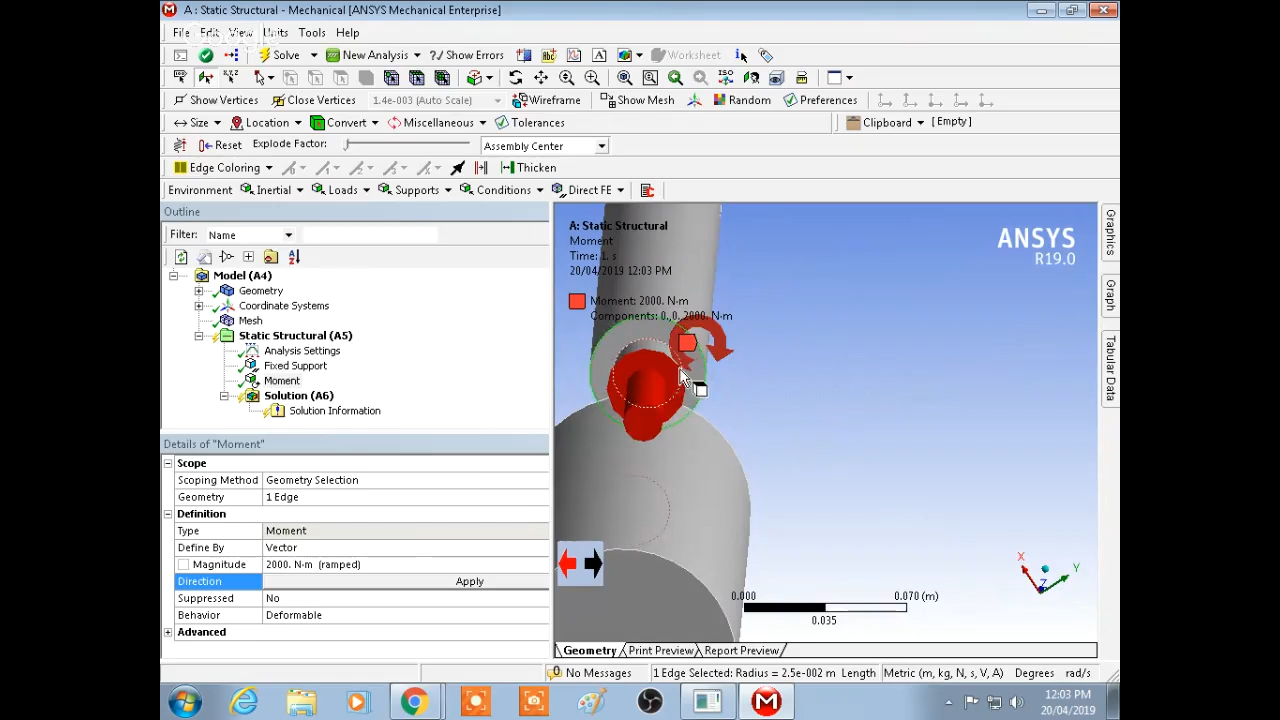 A : Static Structural - Mechanical [ANSYS Mechanical Enterprise]
File Edit View Units Tools Help
Solve New Analysis ?/ Show Errors Worksheet
Show Vertices Close Vertices 1.4e-003 (Auto Scale) Wireframe Show Mesh Random Preferences
Size Location Convert Miscellaneous Tolerances Clipboard [Empty]
Reset Explode Factor: Assembly Center
Edge Coloring Thicken
Environment Inertial Loads Supports Conditions Direct FE
Outline
Filter: Name
Model (A4)
Geometry
Coordinate Systems
Mesh
Static Structural (A5)
Analysis Settings
Fixed Support
Moment
Solution (A6)
Solution Information
Details of "Moment"
Scope
Scoping Method Geometry Selection
Geometry 1 Edge
Definition
Type Moment
Define By Vector
Magnitude 2000. N-m (ramped)
Direction Apply
Suppressed No
Behavior Deformable
Advanced
A: Static Structural
Moment
Time: 1. s
20/04/2019 12:03 PM
Moment: 2000. N-m
Components: 0.,0.,2000. N-m
ANSYS
R19.0
X
Y
Z
0.000 0.070 (m)
0.035
Geometry Print Preview Report Preview
Graphics
Graph
Tabular Data
No Messages 1 Edge Selected: Radius = 2.5e-002 m Length Metric (m, kg, N, s, V, A) Degrees rad/s
12:03 PM
20/04/2019